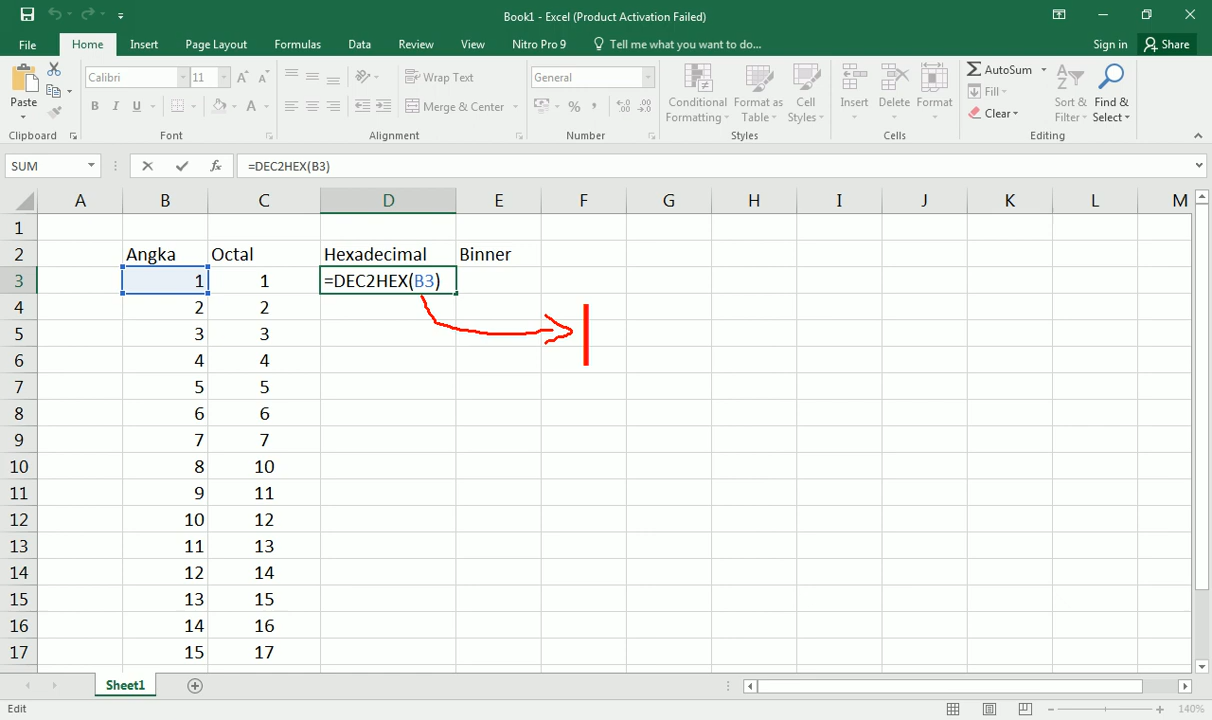 Book1 - Excel (Product Activation Failed)
File Home Insert Page Layout Formulas Data Review View Nitro Pro 9 Tell me what you want to do... Sign in Share
Calibri 11 Wrap Text General AutoSum
Paste B I U A Merge & Center % , Conditional Formatting Format as Table Cell Styles Insert Delete Format Fill Clear Sort & Filter Find & Select
Clipboard Font Alignment Number Styles Cells Editing
SUM fx =DEC2HEX(B3)
A B C D E F G H I J K L M
1
2 Angka Octal Hexadecimal Binner
3 1 1 =DEC2HEX(B3)
4 2 2
5 3 3
6 4 4
7 5 5
8 6 6
9 7 7
10 8 10
11 9 11
12 10 12
13 11 13
14 12 14
15 13 15
16 14 16
17 15 17
Sheet1
Edit 140%